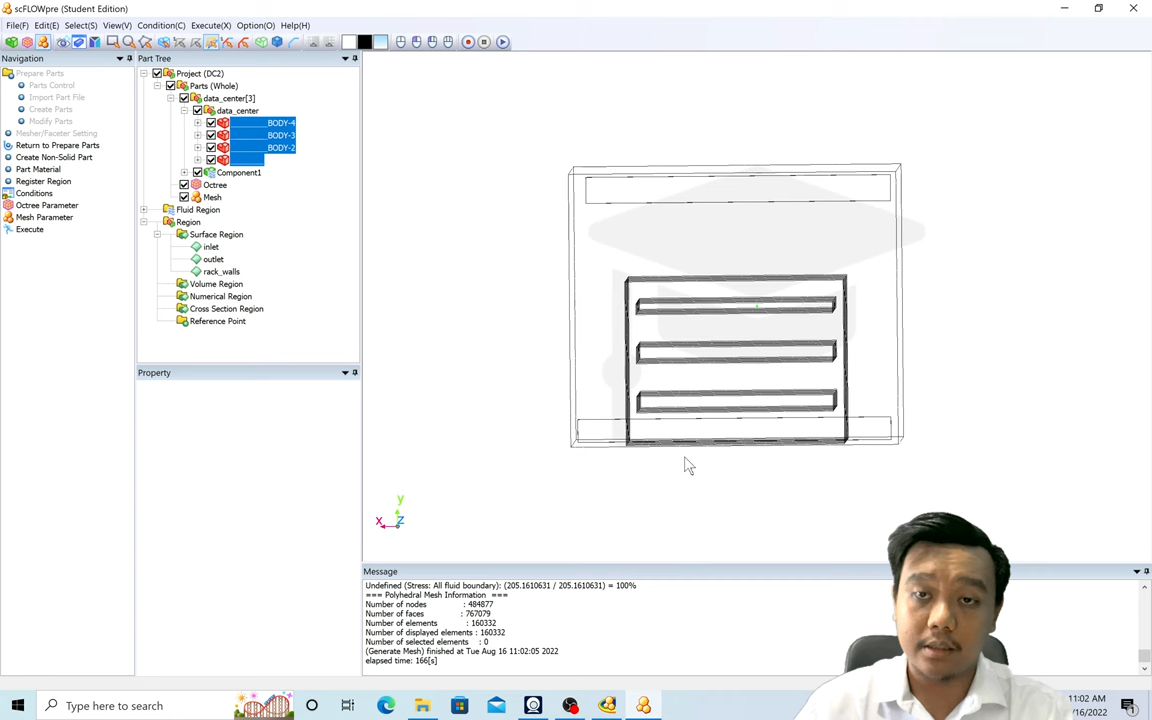 scFLOWpre (Student Edition)
File(F) Edit(E) Select(S) View(V) Condition(C) Execute(X) Option(O) Help(H)
Navigation
Prepare Parts
Parts Control
Import Part File
Create Parts
Modify Parts
Mesher/Faceter Setting
Return to Prepare Parts
Create Non-Solid Part
Part Material
Register Region
Conditions
Octree Parameter
Mesh Parameter
Execute
Part Tree
Project (DC2)
Parts (Whole)
data_center[3]
data_center
BODY-4
BODY-3
BODY-2
Component1
Octree
Mesh
Fluid Region
Region
Surface Region
inlet
outlet
rack_walls
Volume Region
Numerical Region
Cross Section Region
Reference Point
Property
y
x
z
Message
Undefined (Stress: All fluid boundary): (205.1610631 / 205.1610631) = 100%
=== Polyhedral Mesh Information ===
Number of nodes : 484877
Number of faces : 767079
Number of elements : 160332
Number of displayed elements : 160332
Number of selected elements : 0
(Generate Mesh) finished at Tue Aug 16 11:02:05 2022
elapsed time: 166[s]
Type here to search
11:02 AM
/16/2022